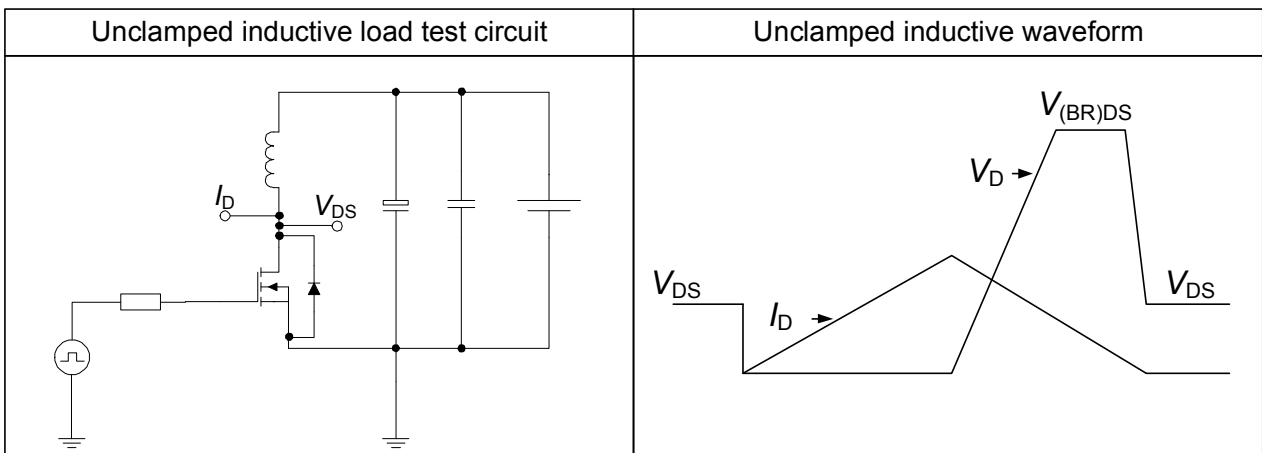 Unclamped inductive load test circuit
Unclamped inductive waveform
I_D
V_DS
V_(BR)DS
V_D
V_DS
I_D
V_DS